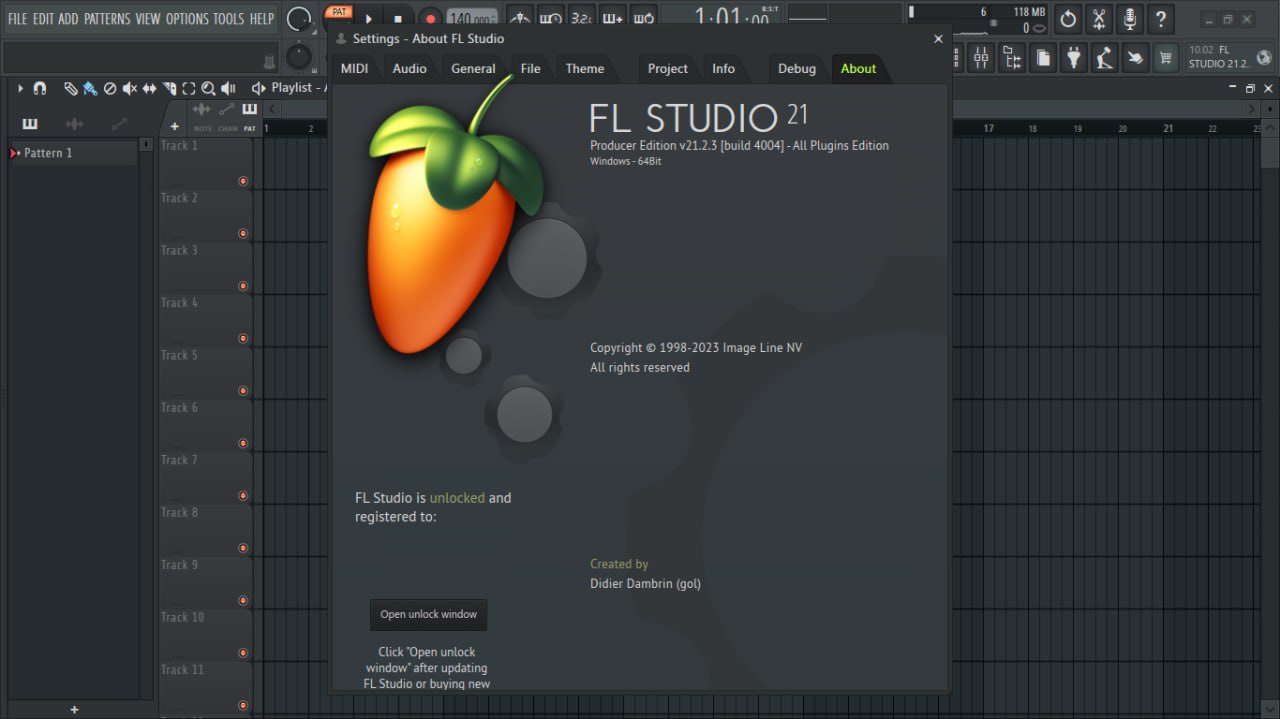 FILE EDIT ADD PATTERNS VIEW OPTIONS TOOLS HELP
PAT
140.000
3.2
1:01:00
B:S:T
6
118 MB
0
10.02 FL
STUDIO 21.2..
Settings - About FL Studio
MIDI Audio General File Theme Project Info Debug About
Playlist - A
NOTE CHAN PAT
1 2 17 18 19 20 21 22 23
Pattern 1
Track 1
Track 2
Track 3
Track 4
Track 5
Track 6
Track 7
Track 8
Track 9
Track 10
Track 11
FL STUDIO 21
Producer Edition v21.2.3 [build 4004] - All Plugins Edition
Windows - 64Bit
Copyright © 1998-2023 Image Line NV
All rights reserved
FL Studio is unlocked and
registered to:
Created by
Didier Dambrin (gol)
Open unlock window
Click "Open unlock
window" after updating
FL Studio or buying new